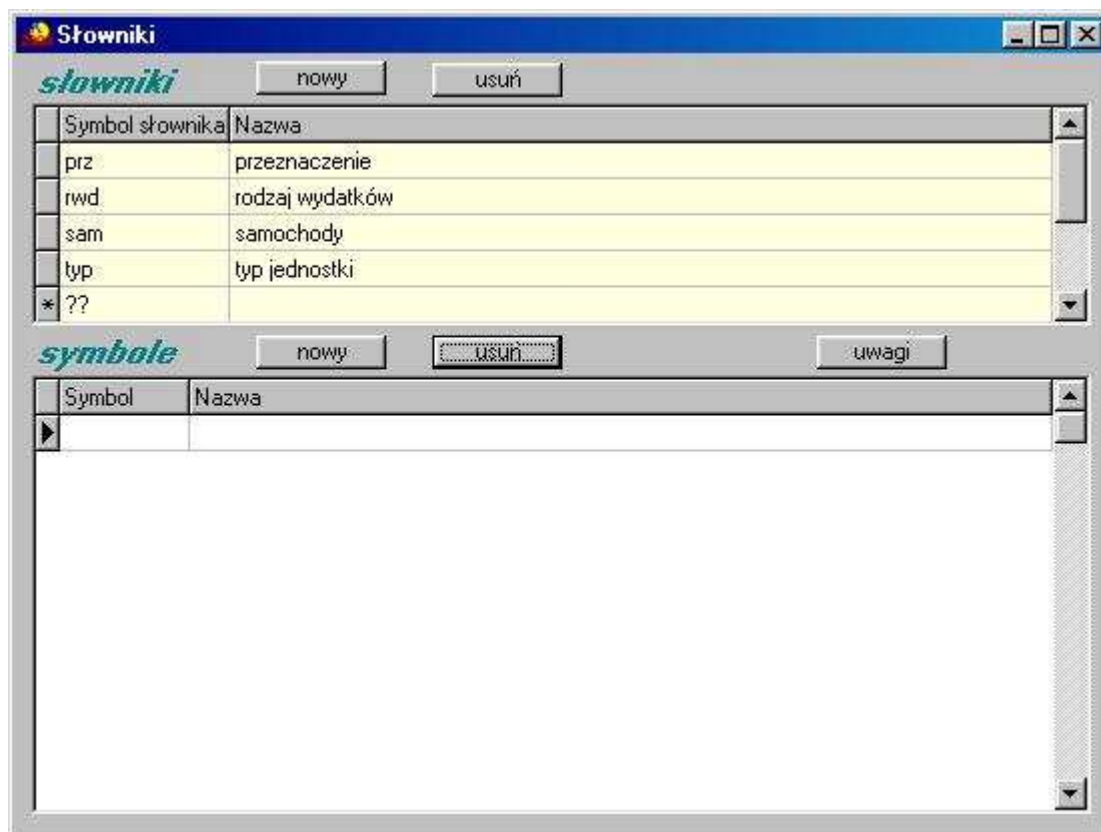 Słowniki
słowniki nowy usuń
Symbol słownika Nazwa
prz przeznaczenie
rwd rodzaj wydatków
sam samochody
typ typ jednostki
* ??
symbole nowy usuń uwagi
Symbol Nazwa